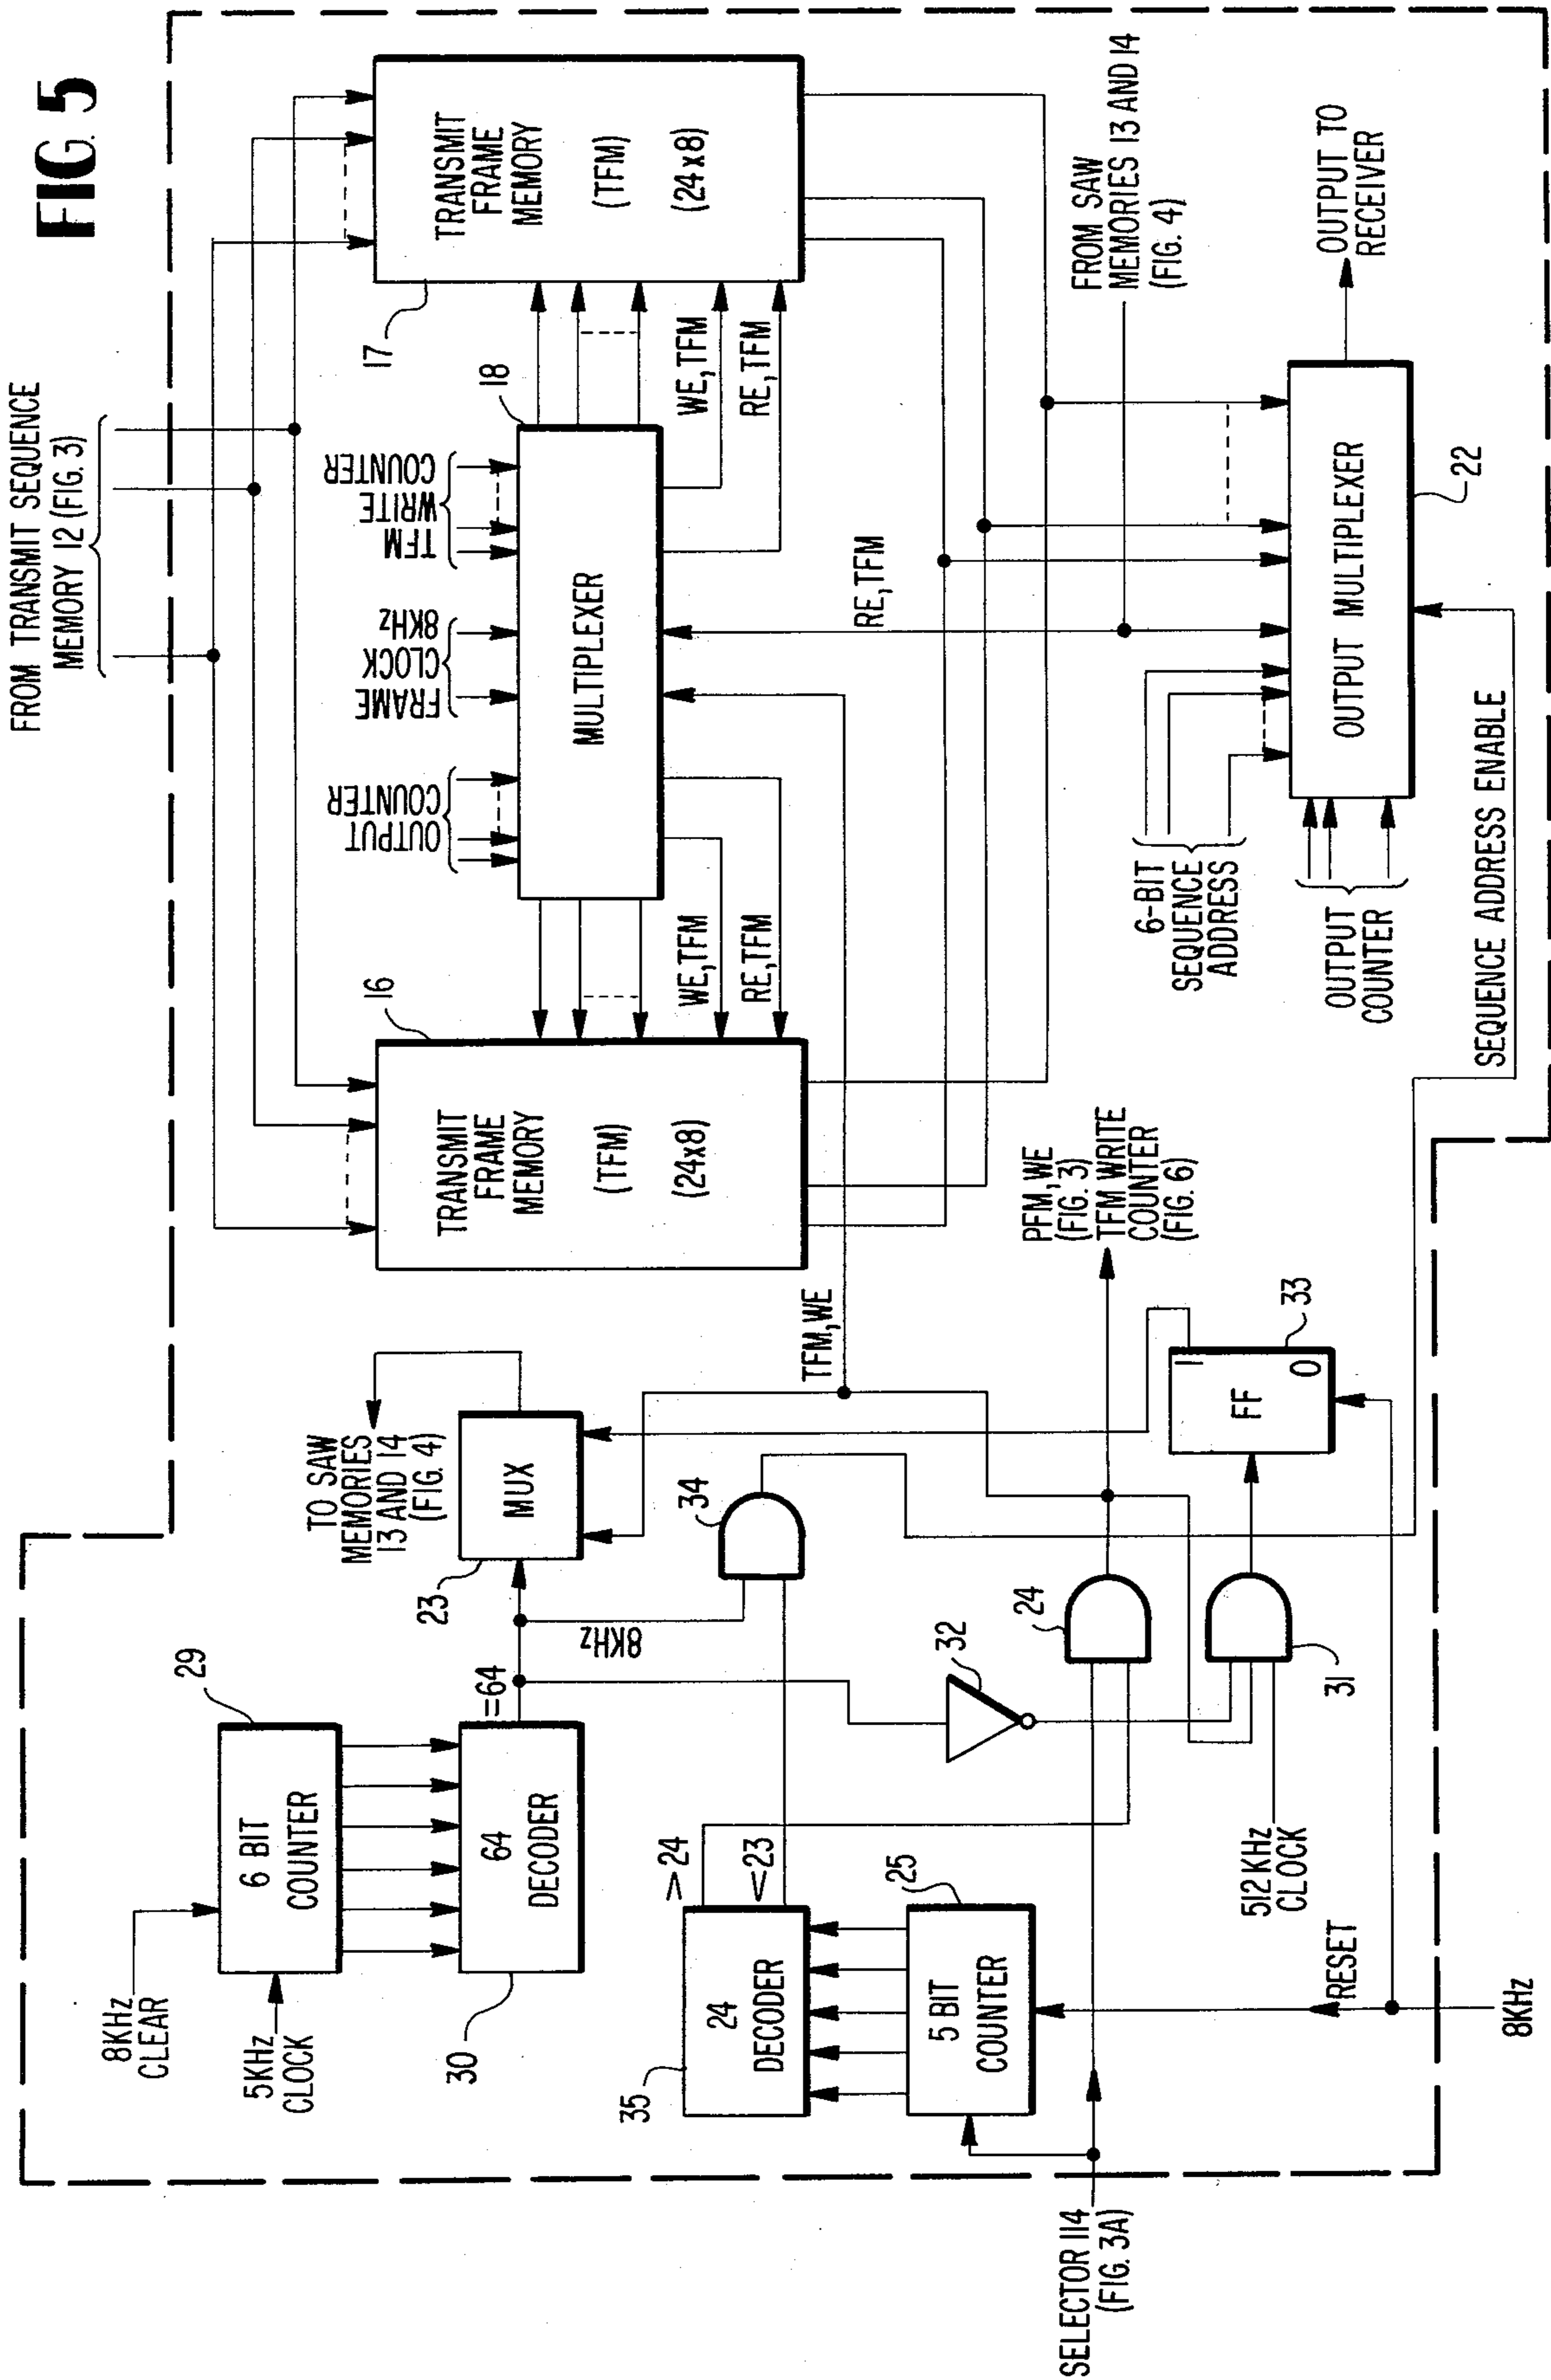 FIG. 5
FROM TRANSMIT SEQUENCE
MEMORY 12 (FIG. 3)
8KHz
CLEAR
5KHz
CLOCK
6 BIT
COUNTER
29
64
DECODER
30
=64
8KHz
TO SAW
MEMORIES
13 AND 14
(FIG. 4)
MUX
23
34
24
DECODER
35
>24
<23
5 BIT
COUNTER
25
32
24
31
512 KHz
CLOCK
RESET
8KHz
SELECTOR 114
(FIG. 3A)
FF
1
0
33
PFM,WE
(FIG. 3)
TFM WRITE
COUNTER
(FIG. 6)
TFM,WE
TRANSMIT
FRAME
MEMORY
(TFM)
(24x8)
16
WE,TFM
RE,TFM
OUTPUT
COUNTER
FRAME
CLOCK
8KHz
TFM
WRITE
COUNTER
MULTIPLEXER
18
WE,TFM
RE,TFM
TRANSMIT
FRAME
MEMORY
(TFM)
(24x8)
17
RE,TFM
FROM SAW
MEMORIES 13 AND 14
(FIG. 4)
6-BIT
SEQUENCE
ADDRESS
OUTPUT
COUNTER
OUTPUT MULTIPLEXER
22
OUTPUT TO
RECEIVER
SEQUENCE ADDRESS ENABLE